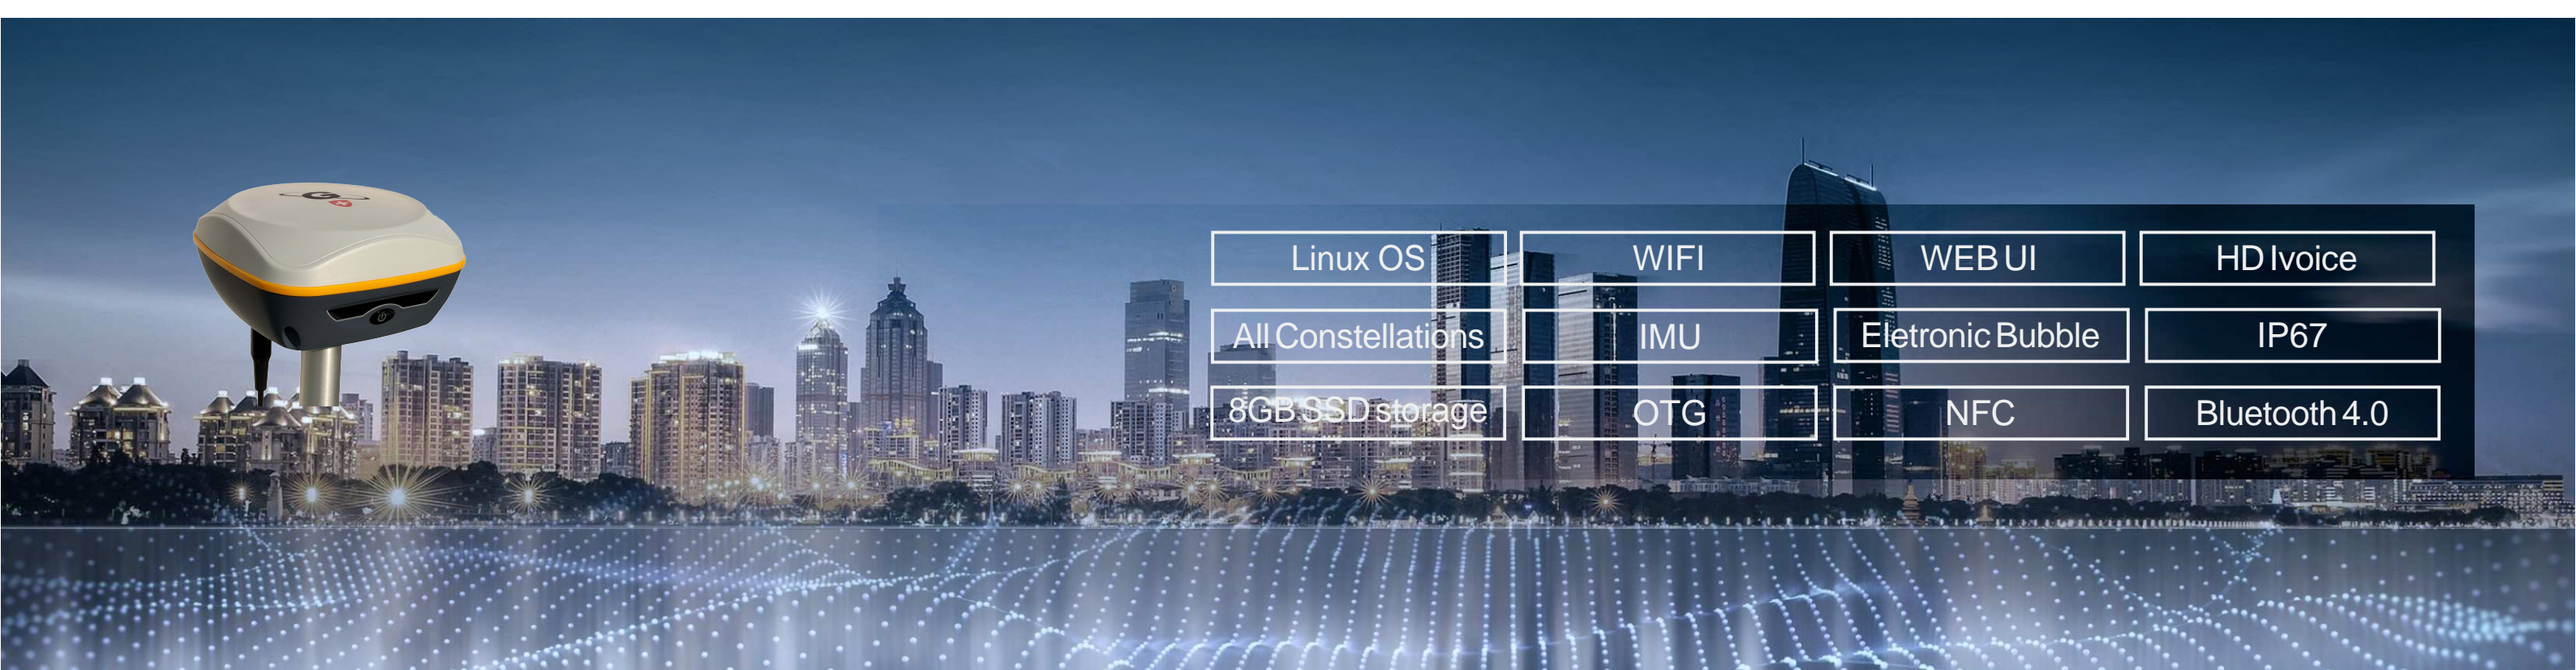 Linux OS
WIFI
WEB UI
HD Ivoice
All Constellations
IMU
Eletronic Bubble
IP67
8GB SSD storage
OTG
NFC
Bluetooth 4.0